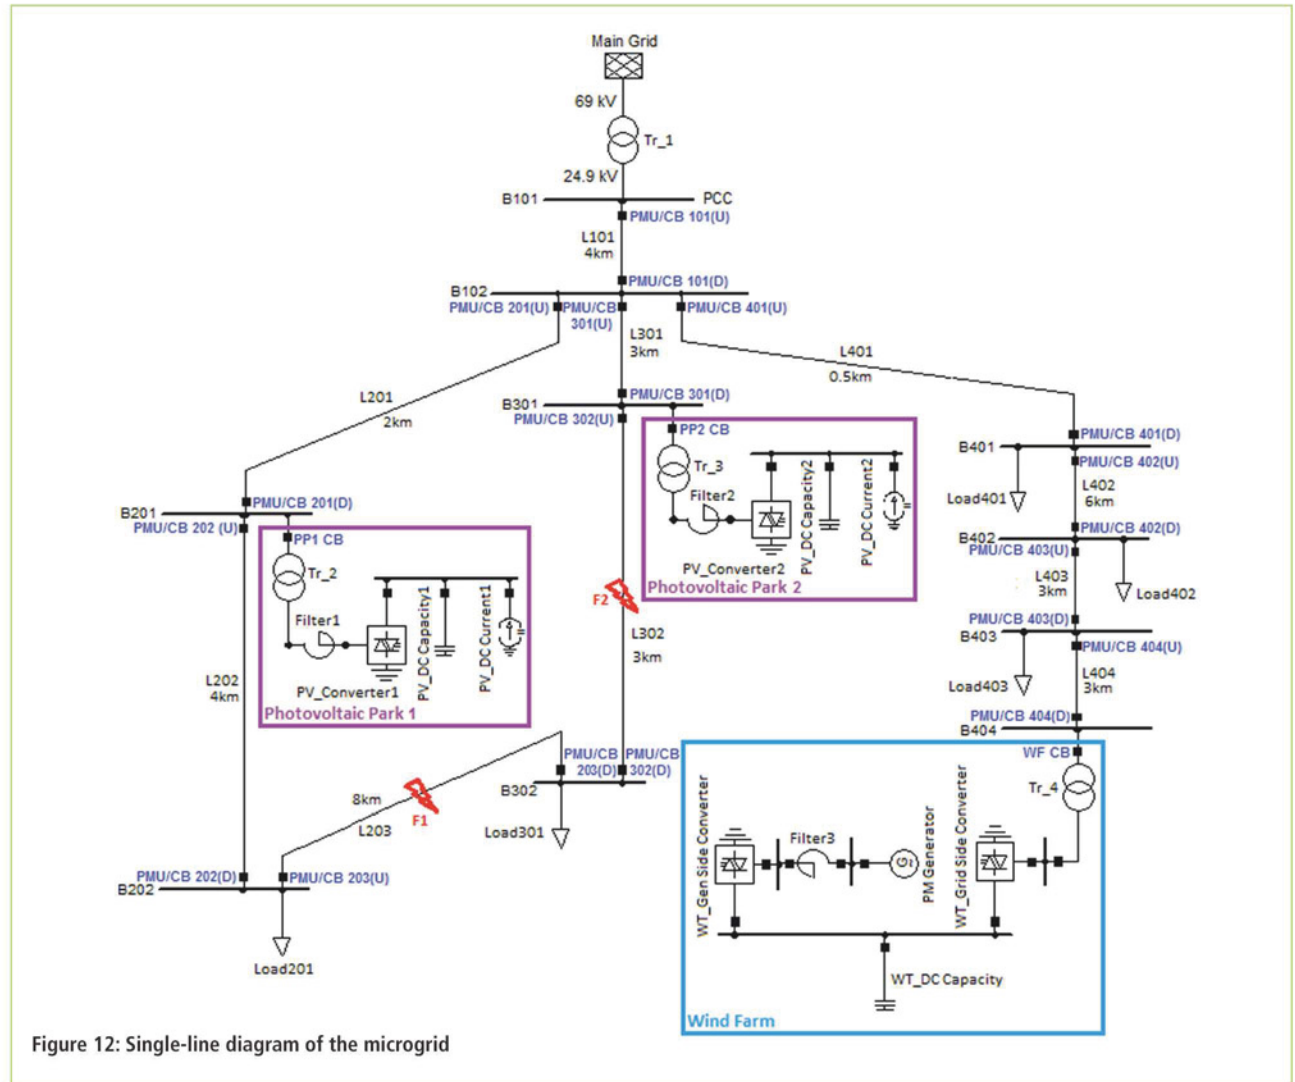 Main Grid
69 kV
Tr_1
24.9 kV
B101
PCC
PMU/CB 101(U)
L101
4km
PMU/CB 101(D)
B102
PMU/CB 201(U)
PMU/CB
301(U)
PMU/CB 401(U)
L301
3km
L401
0.5km
L201
2km
PMU/CB 301(D)
B301
PMU/CB 302(U)
PP2 CB
Tr_3
Filter2
PV_Converter2
PV_DC Capacity2
PV_DC Current2
Photovoltaic Park 2
PMU/CB 401(D)
B401
PMU/CB 402(U)
Load401
L402
6km
PMU/CB 402(D)
B402
PMU/CB 403(U)
L403
3km
Load402
PMU/CB 403(D)
B403
PMU/CB 404(U)
Load403
L404
3km
PMU/CB 404(D)
B404
PMU/CB 201(D)
B201
PMU/CB 202 (U)
PP1 CB
Tr_2
Filter1
PV_Converter1
PV_DC Capacity1
PV_DC Current1
Photovoltaic Park 1
L202
4km
F2
L302
3km
PMU/CB
203(D)
PMU/CB
302(D)
B302
Load301
8km
L203
F1
PMU/CB 202(D)
B202
PMU/CB 203(U)
Load201
WF CB
Tr_4
WT_Gen Side Converter
Filter3
G
PM Generator
WT_Grid Side Converter
WT_DC Capacity
Wind Farm
Figure 12: Single-line diagram of the microgrid